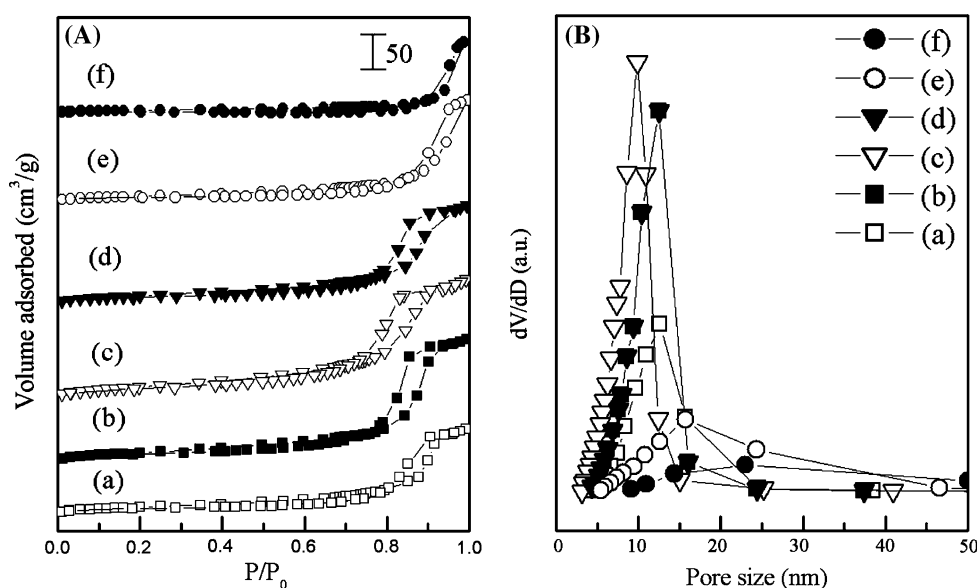 (A)
50
(f)
(e)
(d)
(c)
(b)
(a)
Volume adsorbed (cm³/g)
0.0 0.2 0.4 0.6 0.8 1.0
P/P₀
(B)
(f)
(e)
(d)
(c)
(b)
(a)
dV/dD (a.u.)
0 10 20 30 40 50
Pore size (nm)